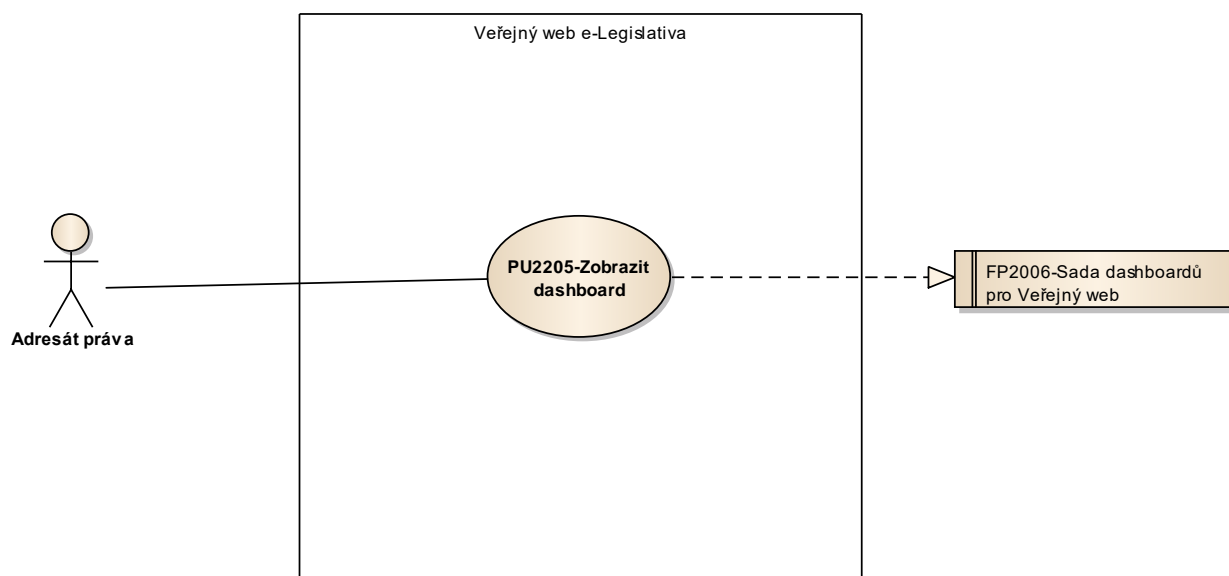 Veřejný web e-Legislativa
Adresát práva
PU2205-Zobrazit
dashboard
FP2006-Sada dashboardů
pro Veřejný web